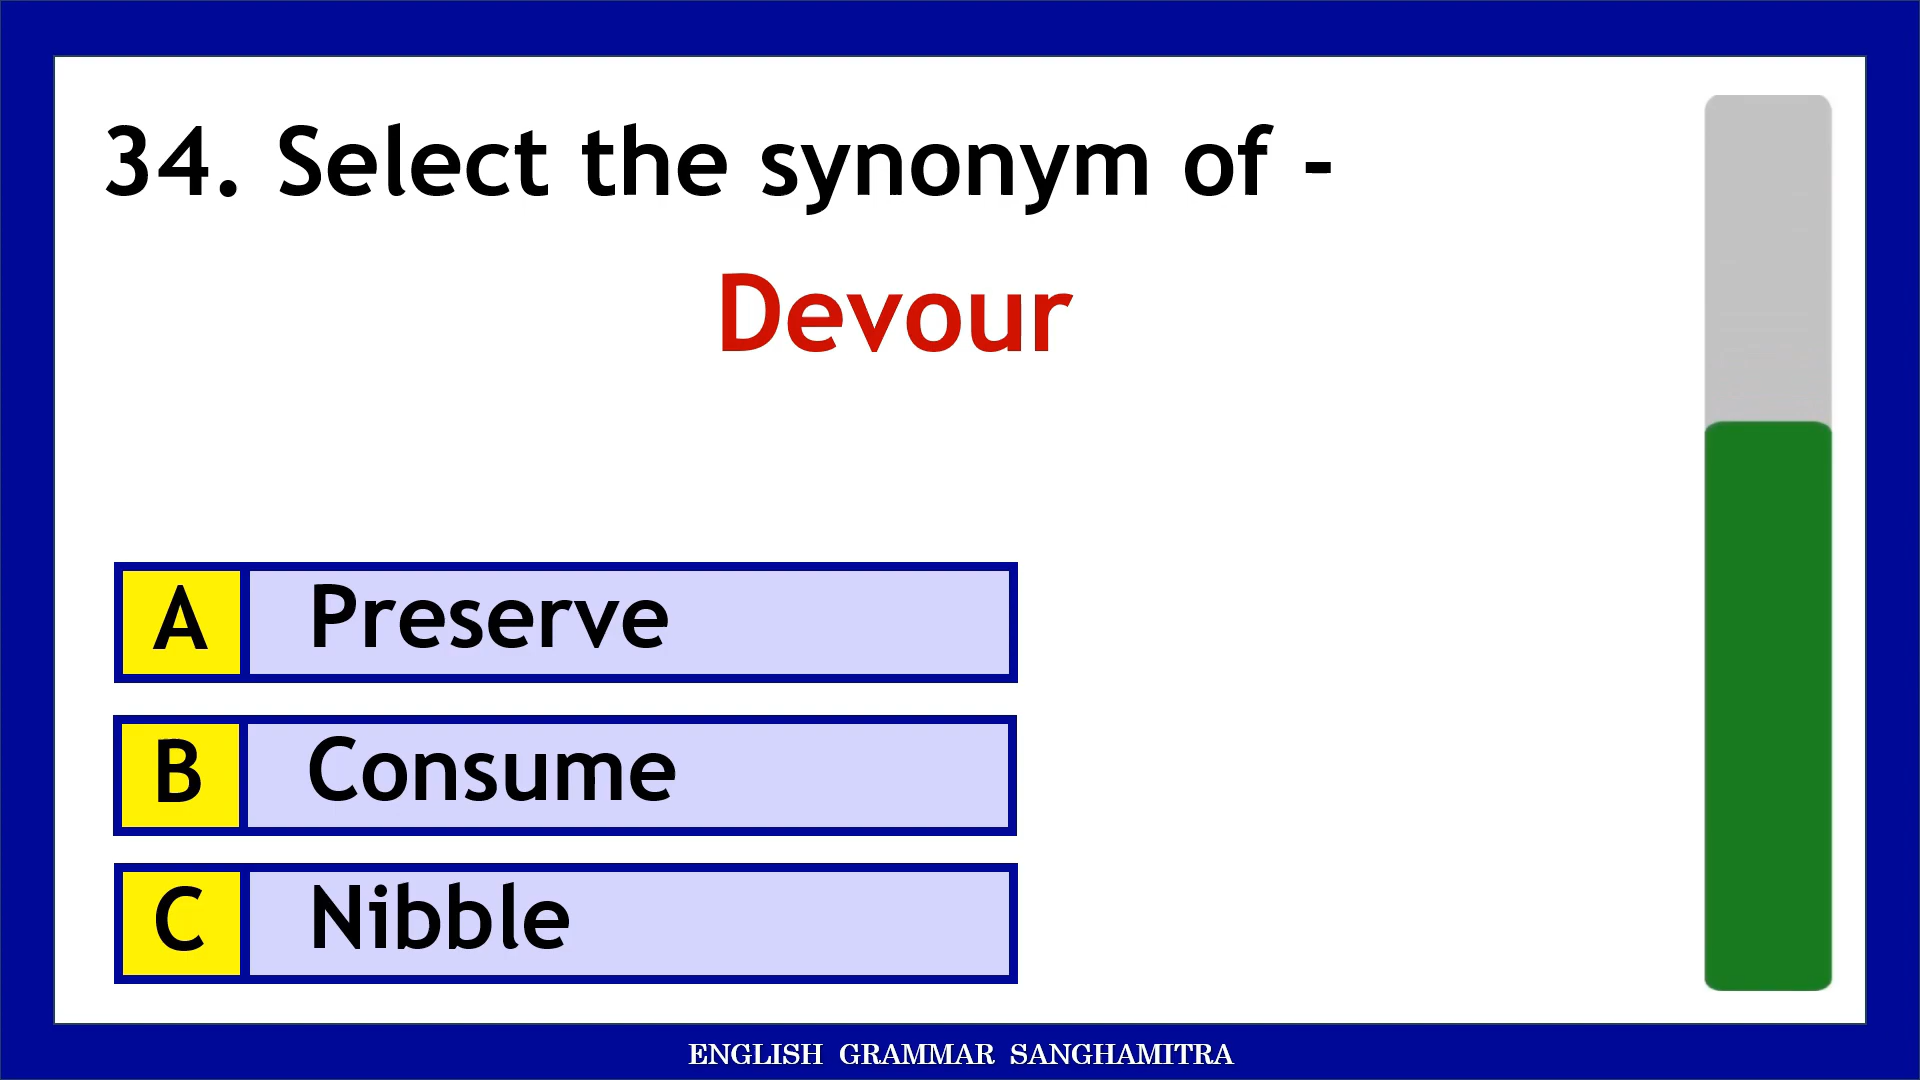 34. Select the synonym of -
Devour
A Preserve
B Consume
C Nibble
ENGLISH GRAMMAR SANGHAMITRA